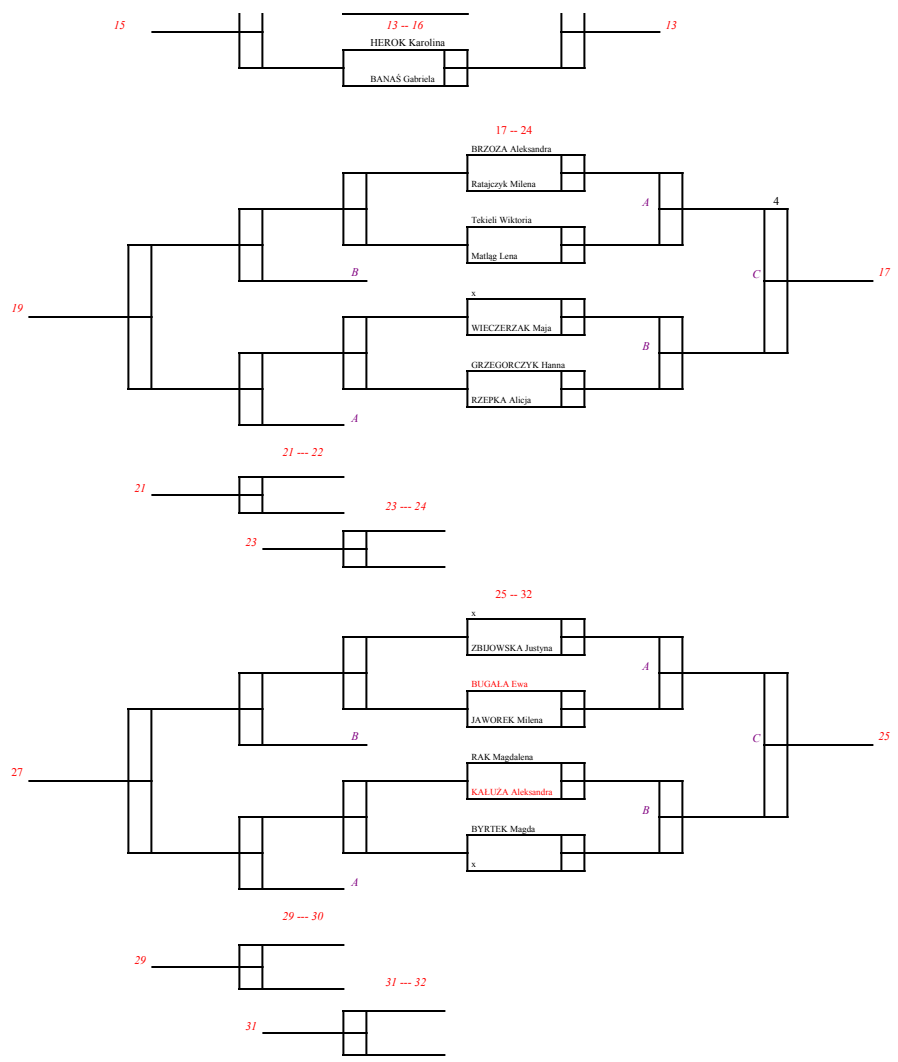 15
13 -- 16
13
HEROK Karolina
BANAŚ Gabriela
17 -- 24
BRZOZA Aleksandra
Ratajczyk Milena
A
4
Tekieli Wiktoria
Matląg Lena
B
C
17
x
19
WIECZERZAK Maja
B
GRZEGORCZYK Hanna
RZEPKA Alicja
A
21 --- 22
21
23 --- 24
23
25 -- 32
x
ZBIJOWSKA Justyna
A
BUGAŁA Ewa
JAWOREK Milena
B
C
25
RAK Magdalena
27
KAŁUŻA Aleksandra
B
BYRTEK Magda
x
A
29 --- 30
29
31 --- 32
31